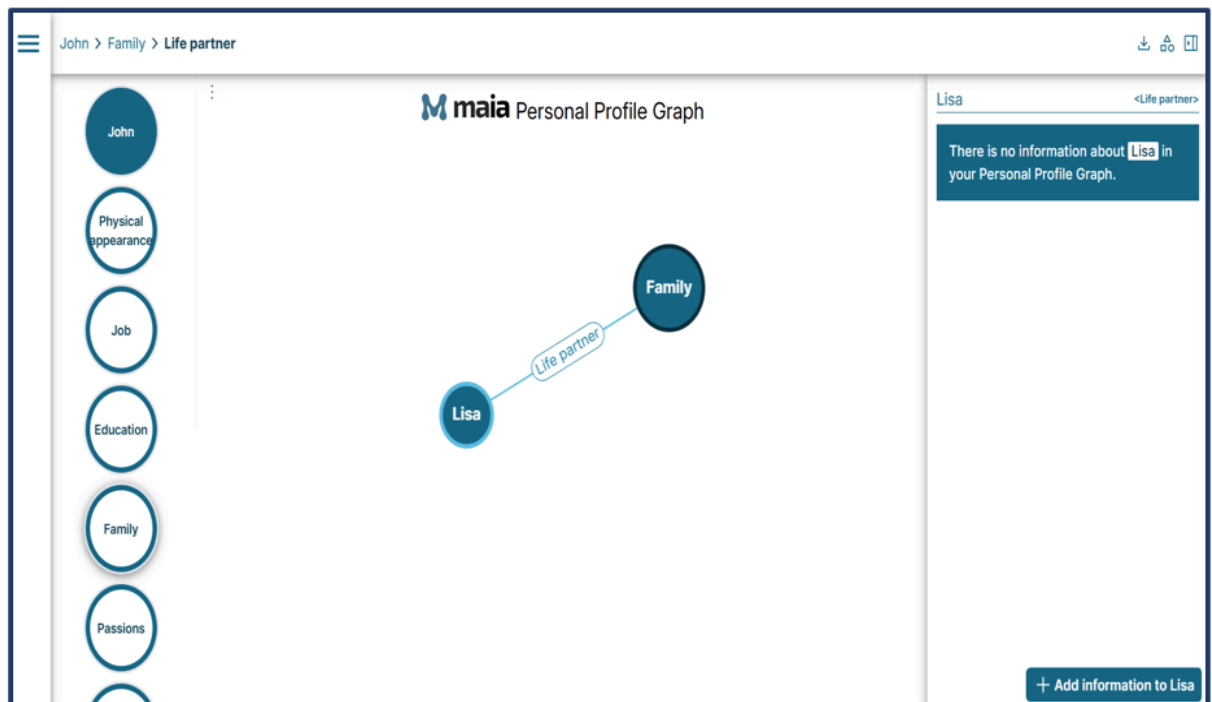 John > Family > Life partner
John
Physical
appearance
Job
Education
Family
Passions
maia Personal Profile Graph
Family
Life partner
Lisa
Lisa <Life partner>
There is no information about Lisa in
your Personal Profile Graph.
+ Add information to Lisa